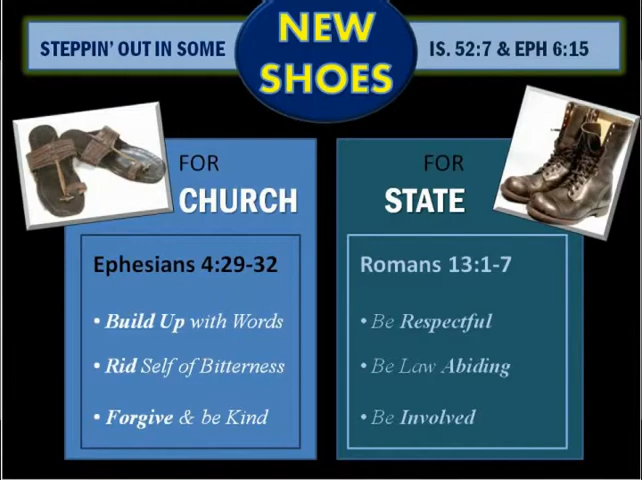 STEPPIN' OUT IN SOME
NEW
SHOES
IS. 52:7 & EPH 6:15
FOR
CHURCH
Ephesians 4:29-32
• Build Up with Words
• Rid Self of Bitterness
• Forgive & be Kind
FOR
STATE
Romans 13:1-7
• Be Respectful
• Be Law Abiding
• Be Involved